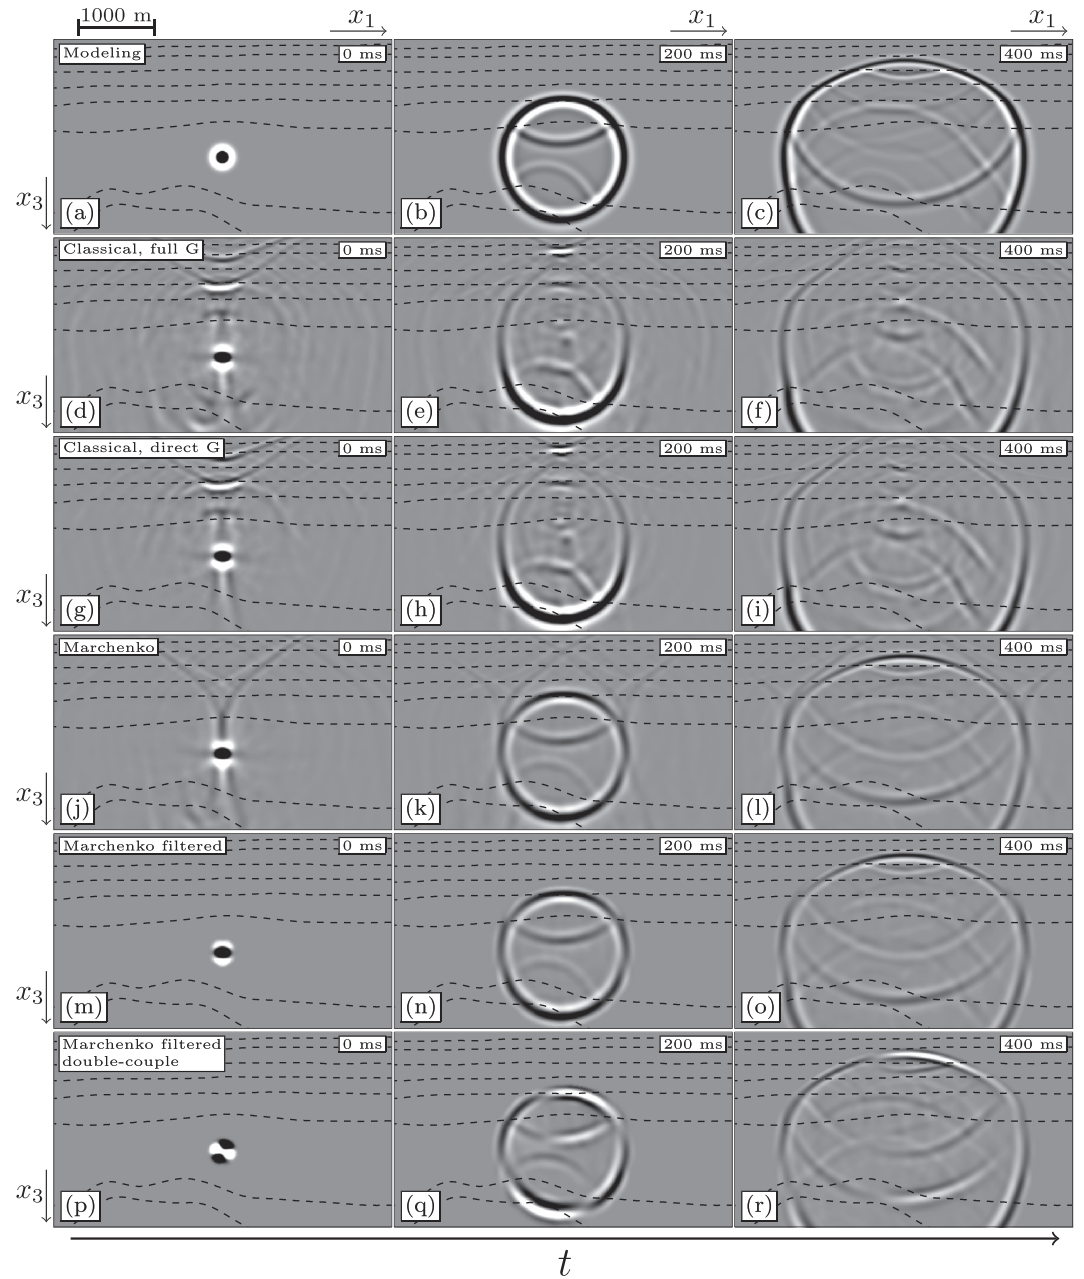 1000 m
x1
x1
x1
Modeling
0 ms
200 ms
400 ms
x3
(a)
(b)
(c)
Classical, full G
0 ms
200 ms
400 ms
x3
(d)
(e)
(f)
Classical, direct G
0 ms
200 ms
400 ms
x3
(g)
(h)
(i)
Marchenko
0 ms
200 ms
400 ms
x3
(j)
(k)
(l)
Marchenko filtered
0 ms
200 ms
400 ms
x3
(m)
(n)
(o)
Marchenko filtered
double-couple
0 ms
200 ms
400 ms
x3
(p)
(q)
(r)
t